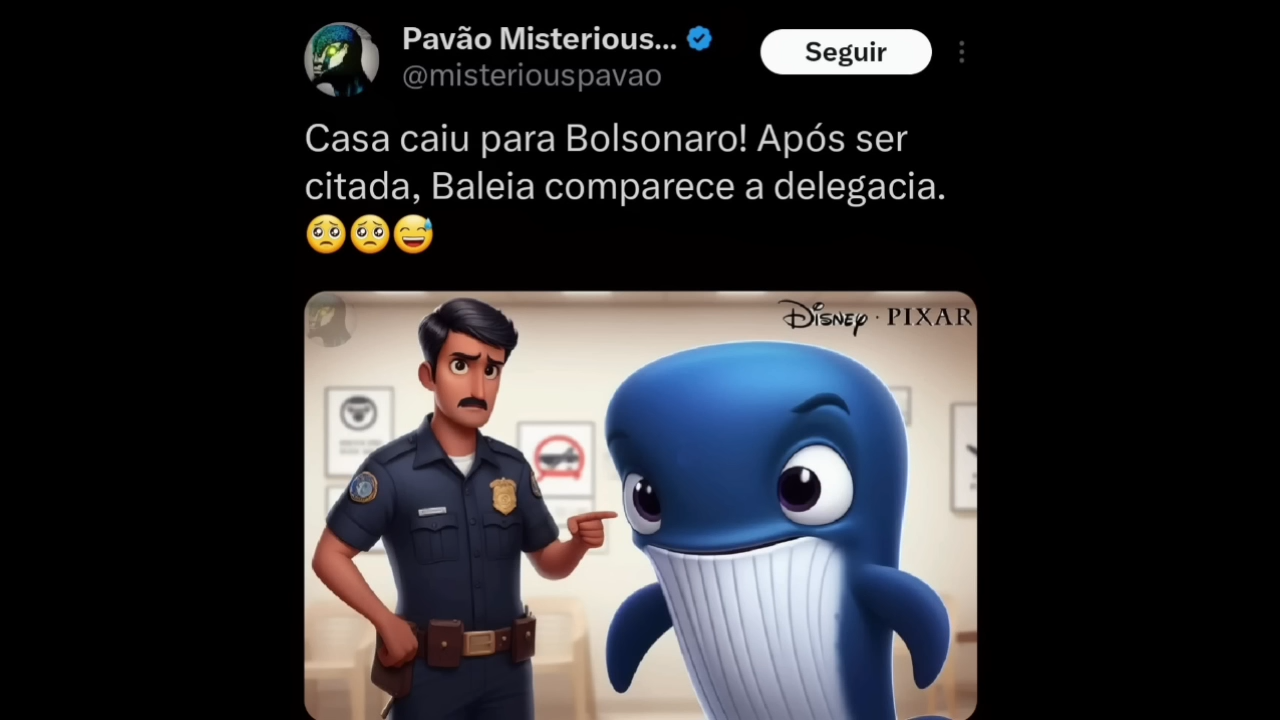 Pavão Misterious...
@misteriouspavao
Seguir
Casa caiu para Bolsonaro! Após ser
citada, Baleia comparece a delegacia.
🥺🥺😅
Disney · PIXAR